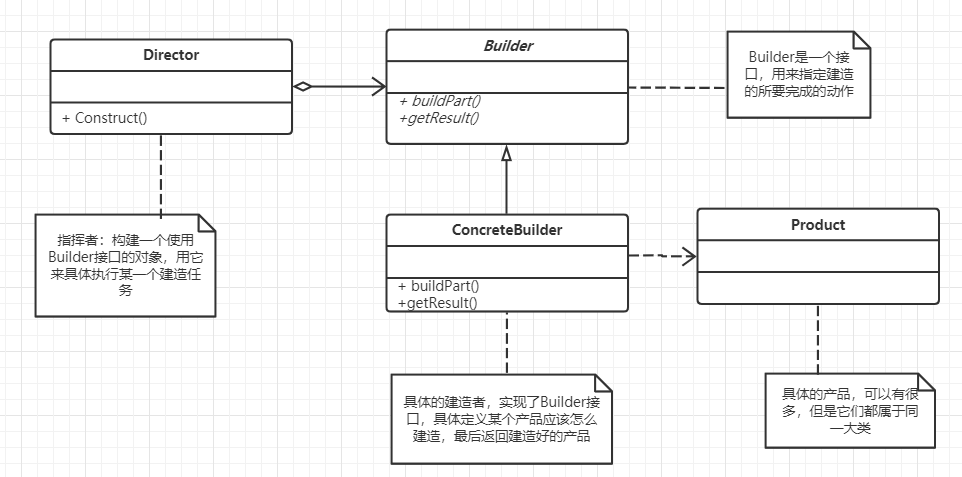 Director
+ Construct()
Builder
+ buildPart()
+getResult()
Builder是一个接
口，用来指定建造
的所要完成的动作
指挥者：构建一个使用
Builder接口的对象，用它
来具体执行某一个建造任
务
ConcreteBuilder
+ buildPart()
+getResult()
Product
具体的建造者，实现了Builder接
口，具体定义某个产品应该怎么
建造，最后返回建造好的产品
具体的产品，可以有很
多，但是它们都属于同
一大类